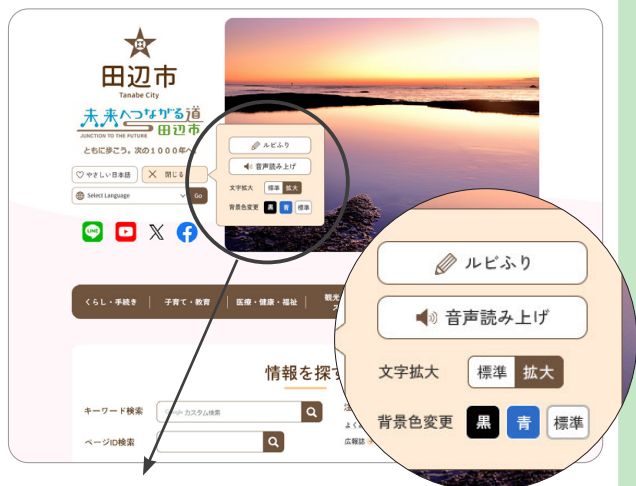 田辺市
Tanabe City
未来へつながる道
JUNCTION TO THE FUTURE 田辺市
ともに歩こう。次の1000年へ
やさしい日本語
閉じる
Select Language
Go
ルビふり
音声読み上げ
文字拡大 標準 拡大
背景色変更 黒 青 標準
LINE
くらし・手続き
子育て・教育
医療・健康・福祉
観光
情報を探す
キーワード検索
カスタム検索
ページID検索
広報誌
ルビふり
音声読み上げ
文字拡大 標準 拡大
背景色変更 黒 青 標準